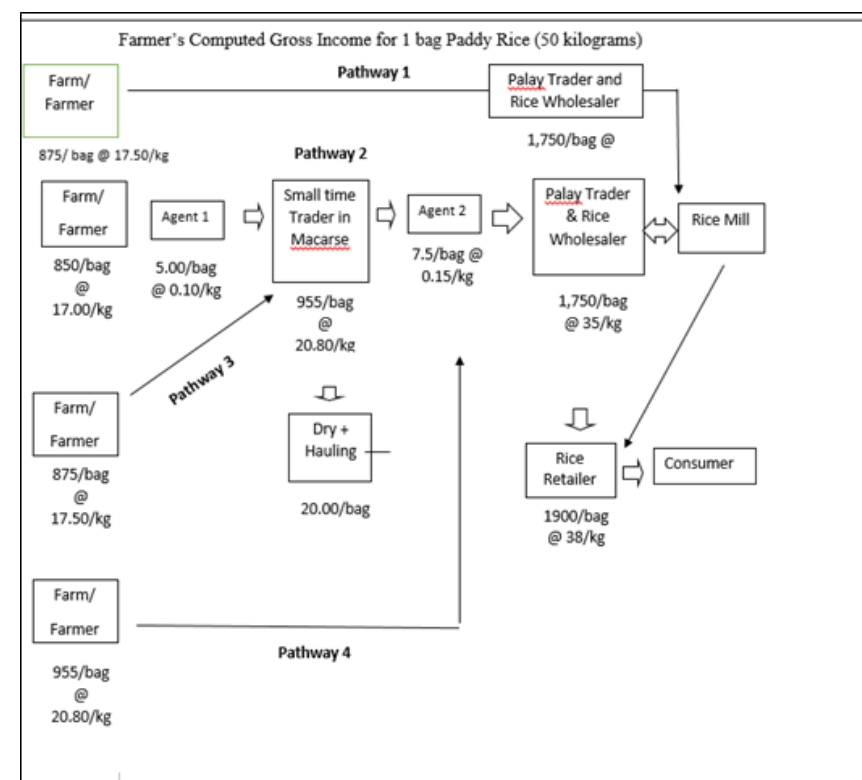 Farmer's Computed Gross Income for 1 bag Paddy Rice (50 kilograms)
Pathway 1
Farm/
Farmer
Palay Trader and
Rice Wholesaler
875/ bag @ 17.50/kg
1,750/bag @
Pathway 2
Farm/
Farmer
850/bag
@
17.00/kg
Agent 1
5.00/bag
@ 0.10/kg
Small time
Trader in
Macarse
955/bag
@
20.80/kg
Agent 2
7.5/bag @
0.15/kg
Palay Trader
& Rice
Wholesaler
1,750/bag
@ 35/kg
Rice Mill
Pathway 3
Farm/
Farmer
875/bag
@
17.50/kg
Dry +
Hauling
20.00/bag
Rice
Retailer
1900/bag
@ 38/kg
Consumer
Farm/
Farmer
955/bag
@
20.80/kg
Pathway 4